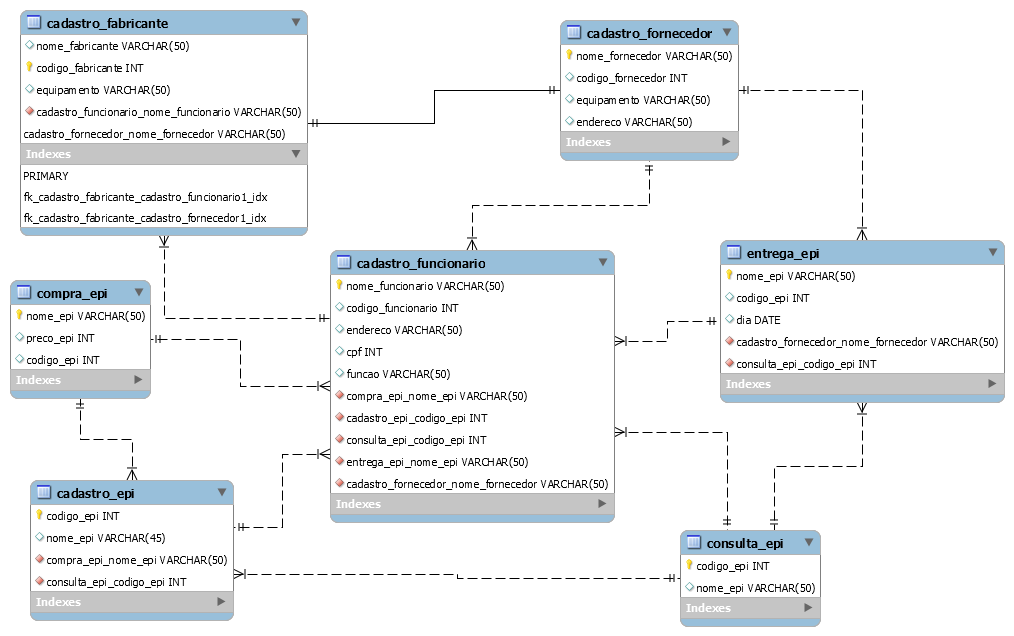 cadastro_fabricante
nome_fabricante VARCHAR(50)
codigo_fabricante INT
equipamento VARCHAR(50)
cadastro_funcionario_nome_funcionario VARCHAR(50)
cadastro_fornecedor_nome_fornecedor VARCHAR(50)
Indexes
PRIMARY
fk_cadastro_fabricante_cadastro_funcionario1_idx
fk_cadastro_fabricante_cadastro_fornecedor1_idx
cadastro_fornecedor
nome_fornecedor VARCHAR(50)
codigo_fornecedor INT
equipamento VARCHAR(50)
endereco VARCHAR(50)
Indexes
compra_epi
nome_epi VARCHAR(50)
preco_epi INT
codigo_epi INT
Indexes
cadastro_funcionario
nome_funcionario VARCHAR(50)
codigo_funcionario INT
endereco VARCHAR(50)
cpf INT
funcao VARCHAR(50)
compra_epi_nome_epi VARCHAR(50)
cadastro_epi_codigo_epi INT
consulta_epi_codigo_epi INT
entrega_epi_nome_epi VARCHAR(50)
cadastro_fornecedor_nome_fornecedor VARCHAR(50)
Indexes
entrega_epi
nome_epi VARCHAR(50)
codigo_epi INT
dia DATE
cadastro_fornecedor_nome_fornecedor VARCHAR(50)
consulta_epi_codigo_epi INT
Indexes
cadastro_epi
codigo_epi INT
nome_epi VARCHAR(45)
compra_epi_nome_epi VARCHAR(50)
consulta_epi_codigo_epi INT
Indexes
consulta_epi
codigo_epi INT
nome_epi VARCHAR(50)
Indexes